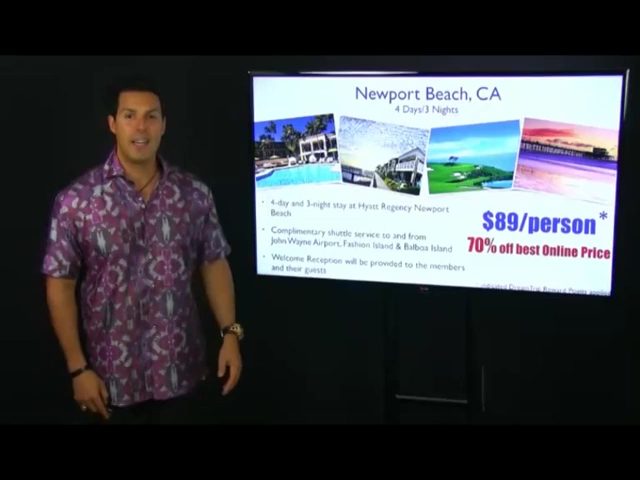 Newport Beach, CA
4 Days/3 Nights
• 4-day and 3-night stay at Hyatt Regency Newport
Beach
• Complimentary shuttle service to and from
John Wayne Airport, Fashion Island & Balboa Island
• Welcome Reception will be provided to the members
and their guests
$89/person*
70% off best Online Price